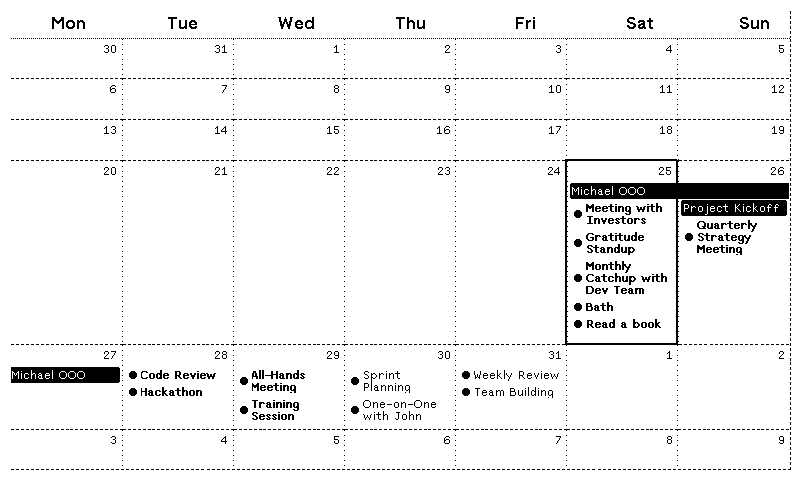 Mon Tue Wed Thu Fri Sat Sun
30 31 1 2 3 4 5
6 7 8 9 10 11 12
13 14 15 16 17 18 19
20 21 22 23 24 25 26
Michael OOO
Meeting with
Investors
Gratitude
Standup
Monthly
Catchup with
Dev Team
Bath
Read a book
Project Kickoff
Quarterly
Strategy
Meeting
27 28 29 30 31 1 2
Michael OOO
Code Review
Hackathon
All-Hands
Meeting
Training
Session
Sprint
Planning
One-on-One
with John
Weekly Review
Team Building
3 4 5 6 7 8 9